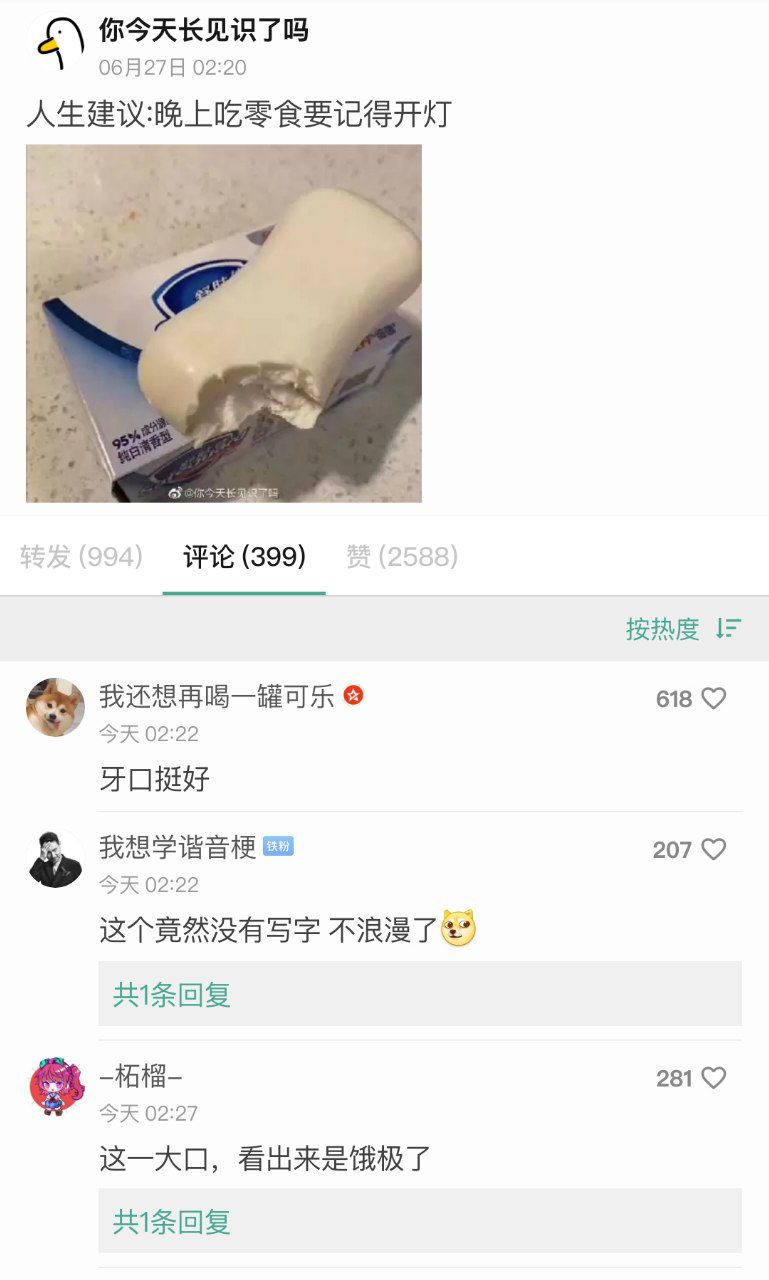 你今天长见识了吗
06月27日 02:20
人生建议:晚上吃零食要记得开灯
95%
纯白清香型
@你今天长见识了吗
转发 (994) 评论 (399) 赞 (2588)
按热度
我还想再喝一罐可乐 618
今天 02:22
牙口挺好
我想学谐音梗 铁粉 207
今天 02:22
这个竟然没有写字 不浪漫了
共1条回复
–柘榴– 281
今天 02:27
这一大口，看出来是饿极了
共1条回复